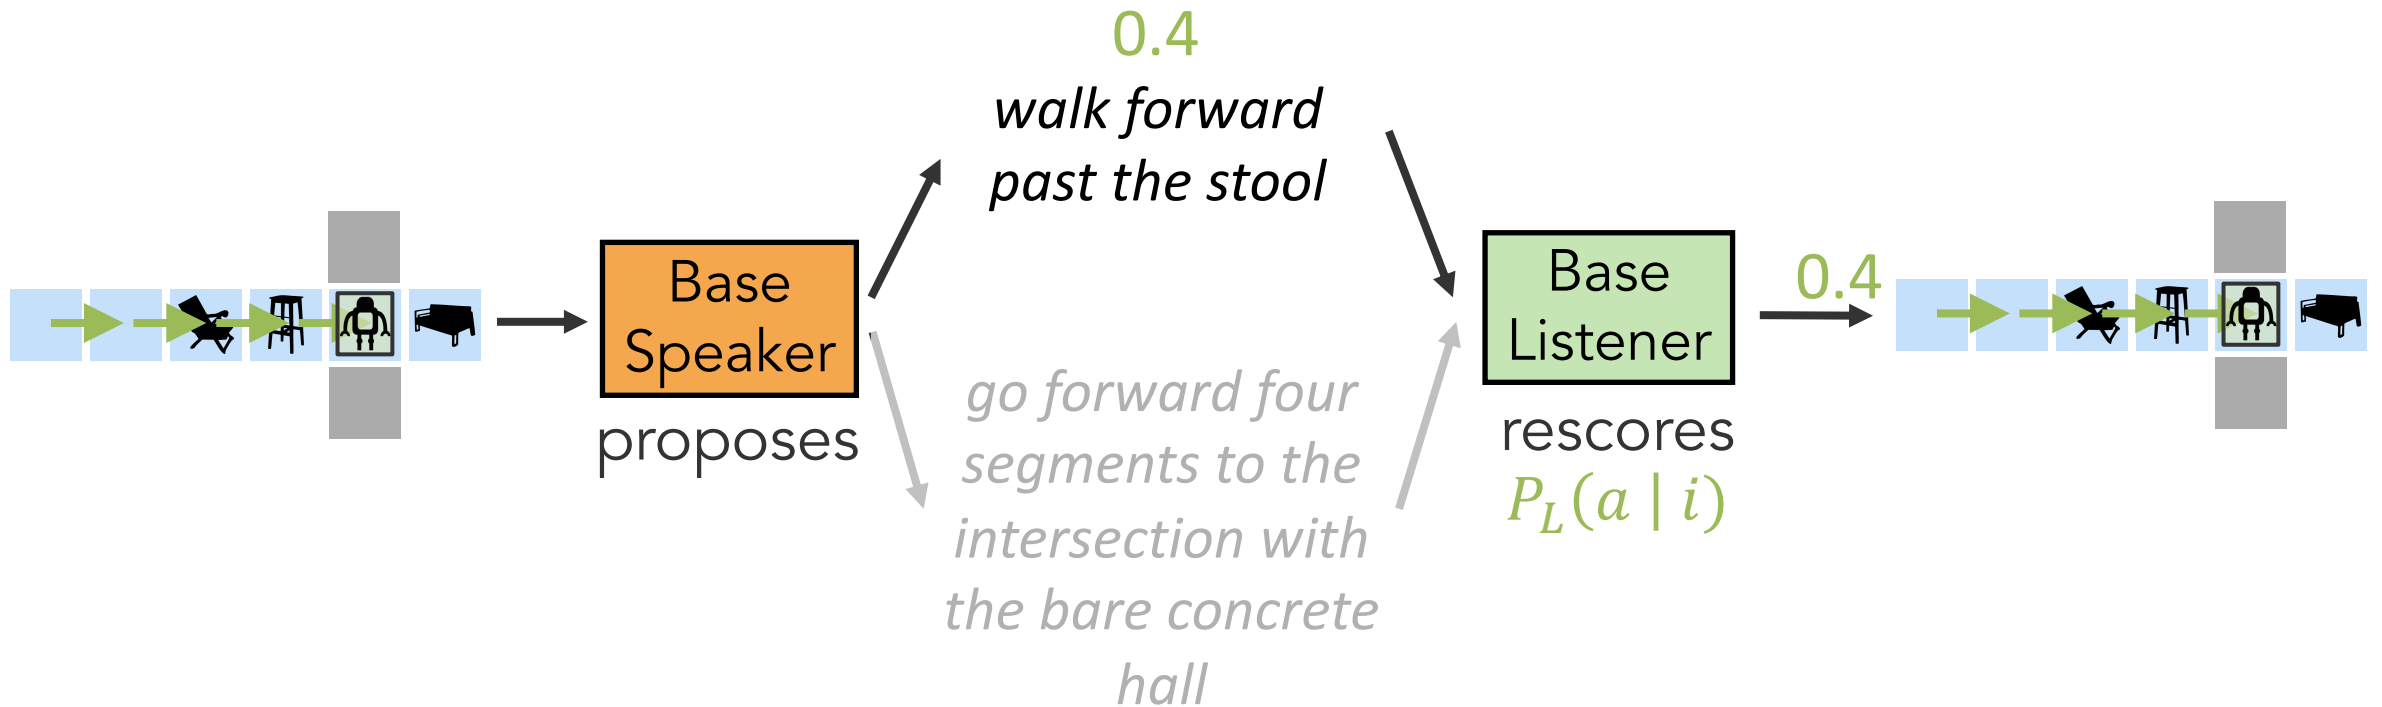 0.4
walk forward
past the stool
Base
Speaker
proposes
go forward four
segments to the
intersection with
the bare concrete
hall
Base
Listener
rescores
P_L(a | i)
0.4